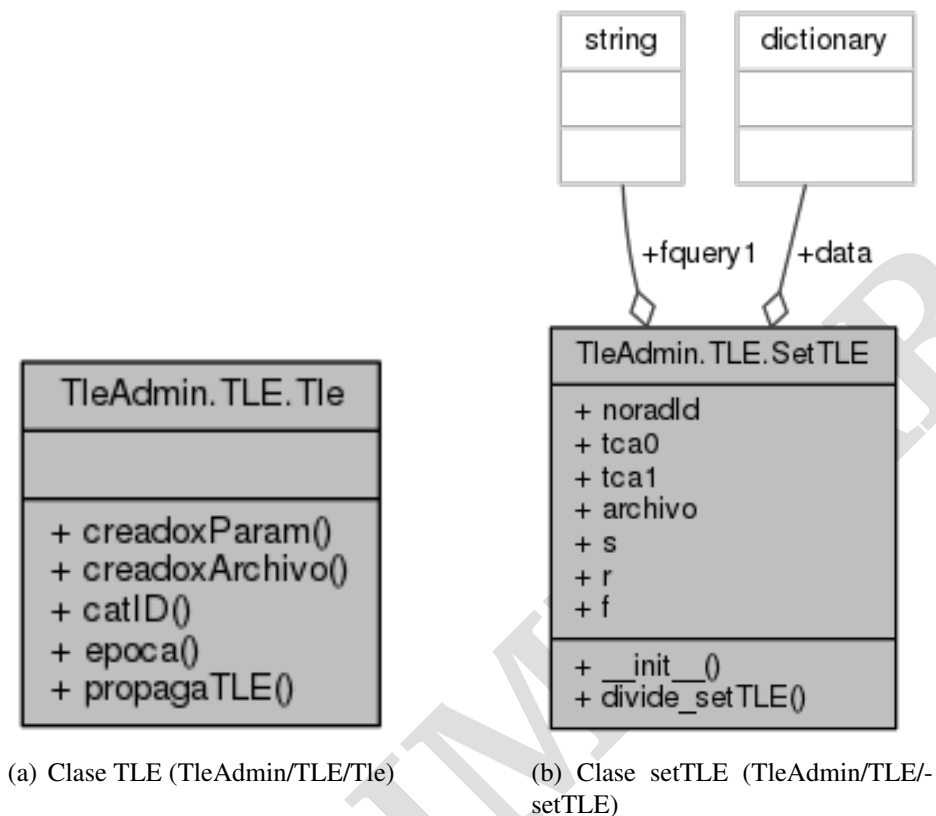 string
dictionary
+fquery1
+data
TleAdmin.TLE.Tle
+ creadoxParam()
+ creadoxArchivo()
+ catID()
+ epoca()
+ propagaTLE()
TleAdmin.TLE.SetTLE
+ noradId
+ tca0
+ tca1
+ archivo
+ s
+ r
+ f
+ __init__()
+ divide_setTLE()
(a) Clase TLE (TleAdmin/TLE/Tle)
(b) Clase setTLE (TleAdmin/TLE/-
setTLE)